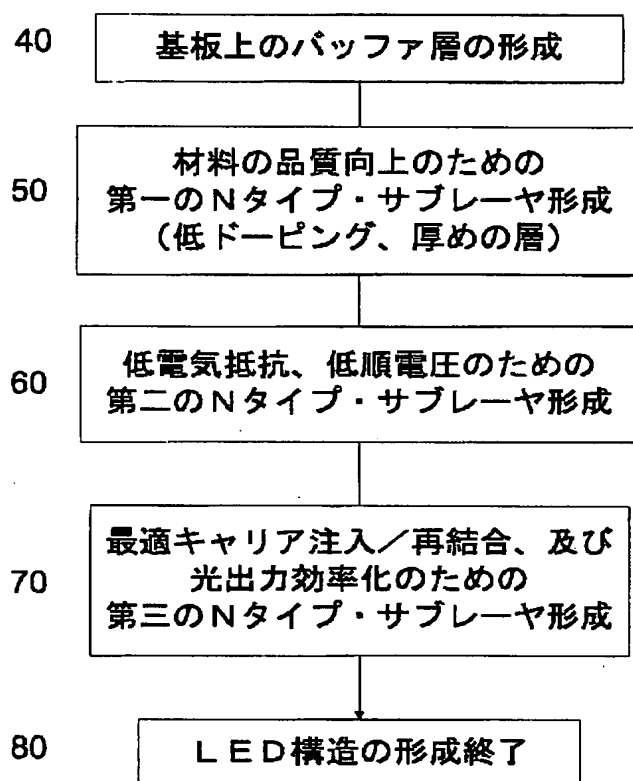 40
基板上のバッファ層の形成
50
材料の品質向上のための
第一のNタイプ・サブレーヤ形成
(低ドーピング、厚めの層)
60
低電気抵抗、低順電圧のための
第二のNタイプ・サブレーヤ形成
70
最適キャリア注入/再結合、及び
光出力効率化のための
第三のNタイプ・サブレーヤ形成
80
LED構造の形成終了